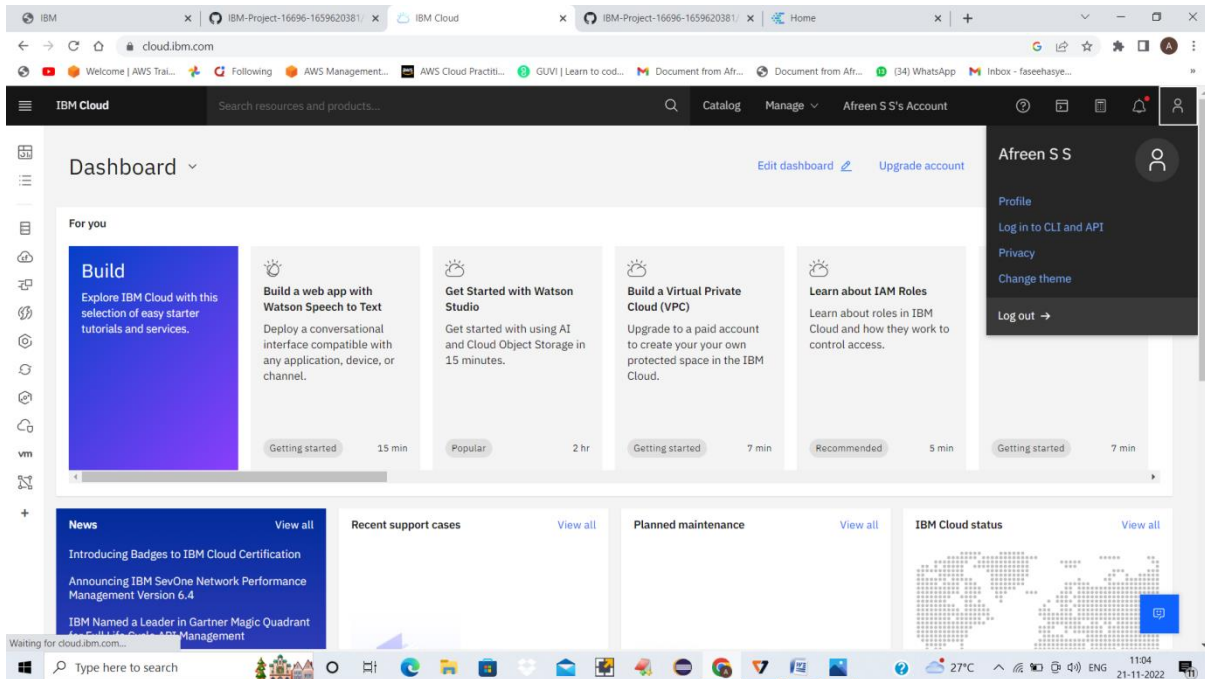 IBM
IBM-Project-16696-1659620381/
IBM Cloud
IBM-Project-16696-1659620381/
Home
cloud.ibm.com
A
Welcome | AWS Trai...
Following
AWS Management...
AWS Cloud Practiti...
GUVI | Learn to cod...
Document from Afr...
Document from Afr...
(34) WhatsApp
Inbox - faseehasye...
IBM Cloud
Search resources and products...
Catalog
Manage
Afreen S S's Account
Dashboard
Edit dashboard
Upgrade account
Afreen S S
Profile
Log in to CLI and API
Privacy
Change theme
Log out →
For you
Build
Explore IBM Cloud with this
selection of easy starter
tutorials and services.
Build a web app with
Watson Speech to Text
Deploy a conversational
interface compatible with
any application, device, or
channel.
Getting started
15 min
Get Started with Watson
Studio
Get started with using AI
and Cloud Object Storage in
15 minutes.
Popular
2 hr
Build a Virtual Private
Cloud (VPC)
Upgrade to a paid account
to create your your own
protected space in the IBM
Cloud.
Getting started
7 min
Learn about IAM Roles
Learn about roles in IBM
Cloud and how they work to
control access.
Recommended
5 min
Getting started
7 min
vm
News
View all
Introducing Badges to IBM Cloud Certification
Announcing IBM SevOne Network Performance
Management Version 6.4
IBM Named a Leader in Gartner Magic Quadrant
for Full Life Cycle API Management
Recent support cases
View all
Planned maintenance
View all
IBM Cloud status
View all
Waiting for cloud.ibm.com...
Type here to search
27°C
ENG
11:04
21-11-2022